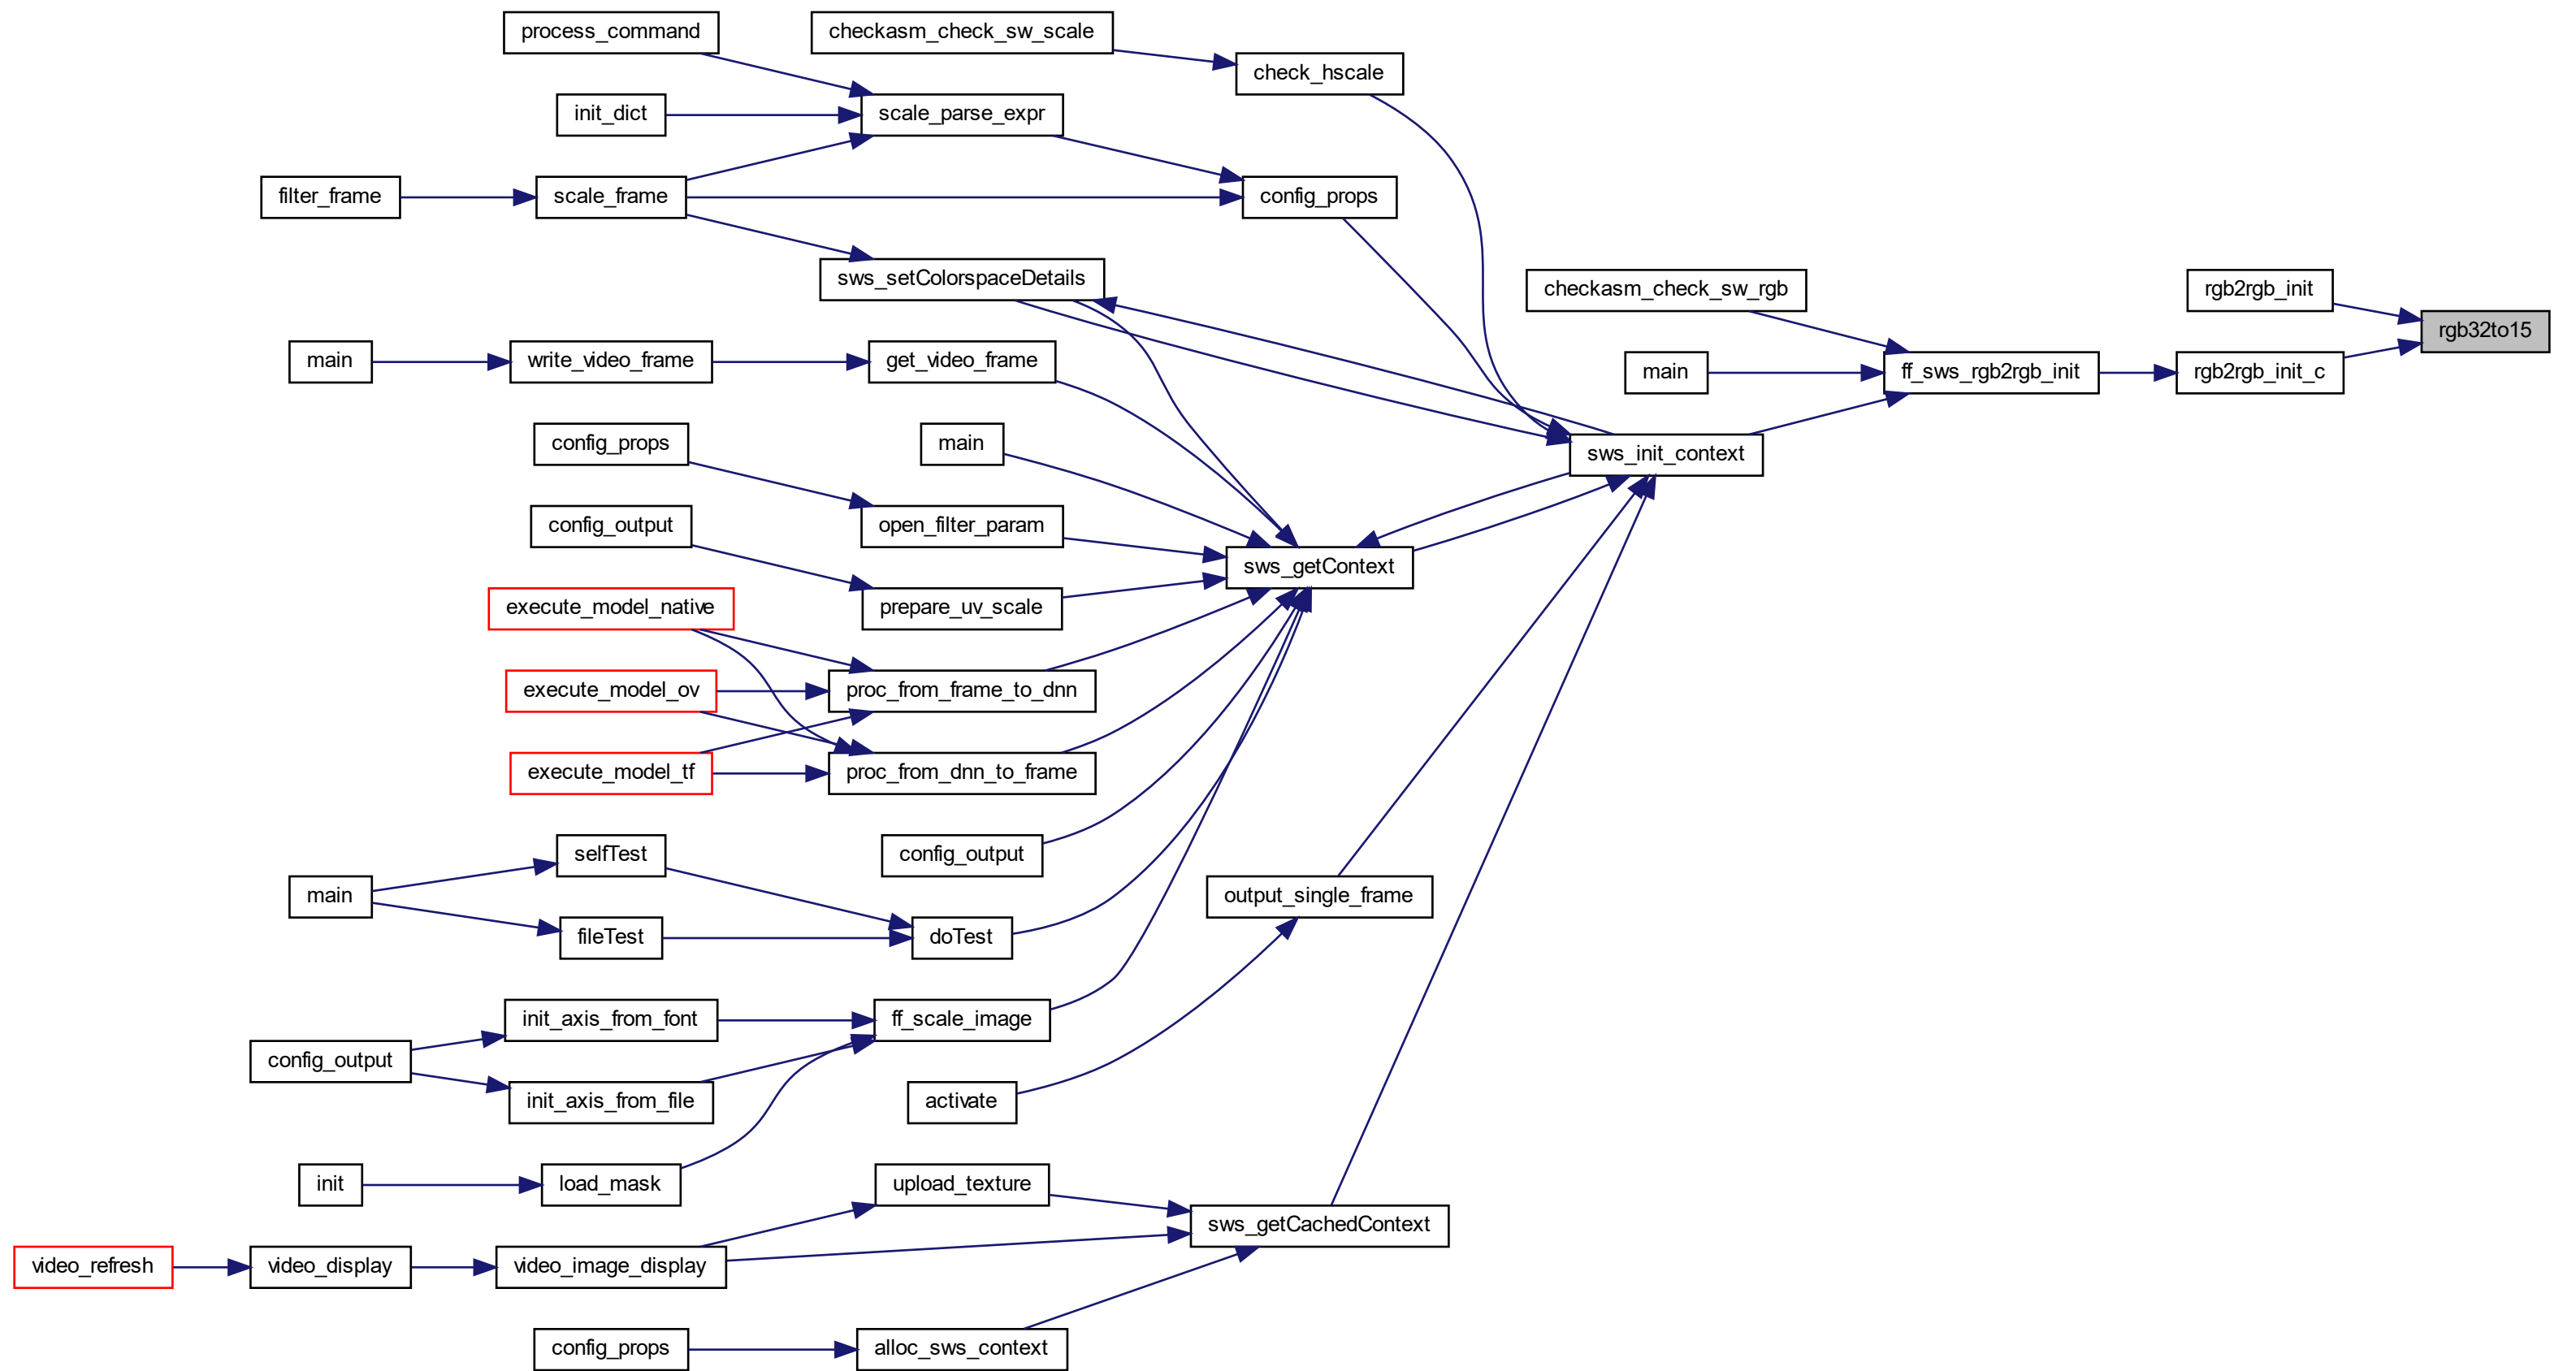 process_command
checkasm_check_sw_scale
check_hscale
init_dict
scale_parse_expr
filter_frame
scale_frame
config_props
sws_setColorspaceDetails
checkasm_check_sw_rgb
rgb2rgb_init
rgb32to15
main
write_video_frame
get_video_frame
main
ff_sws_rgb2rgb_init
rgb2rgb_init_c
config_props
main
sws_init_context
config_output
open_filter_param
sws_getContext
execute_model_native
prepare_uv_scale
execute_model_ov
proc_from_frame_to_dnn
execute_model_tf
proc_from_dnn_to_frame
selfTest
config_output
main
output_single_frame
fileTest
doTest
init_axis_from_font
ff_scale_image
config_output
init_axis_from_file
activate
init
load_mask
upload_texture
sws_getCachedContext
video_refresh
video_display
video_image_display
config_props
alloc_sws_context